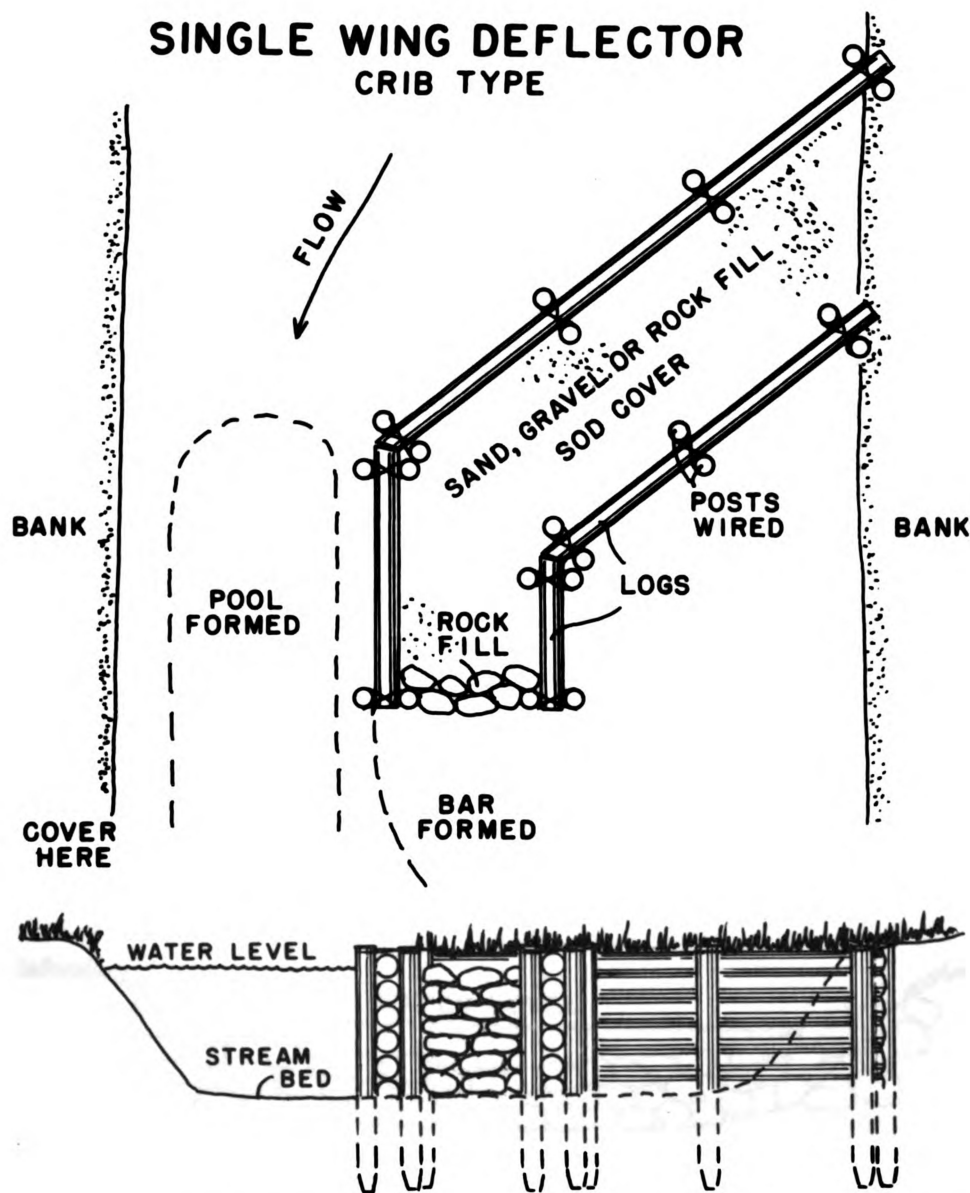 SINGLE WING DEFLECTOR
CRIB TYPE
FLOW
SAND, GRAVEL OR ROCK FILL
SOD COVER
POSTS
WIRED
BANK
BANK
LOGS
POOL
FORMED
ROCK
FILL
BAR
FORMED
COVER
HERE
WATER LEVEL
STREAM
BED